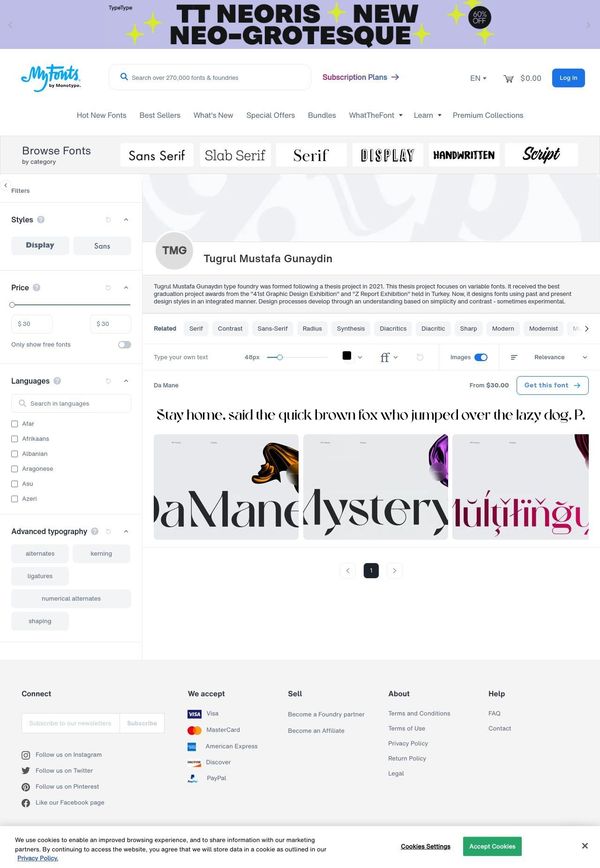 TypeType
TT NEORIS NEW
NEO-GROTESQUE
60%
OFF
MyFonts
by Monotype.
Search over 270,000 fonts & foundries
Subscription Plans
EN
$0.00
Log in
Hot New Fonts Best Sellers What's New Special Offers Bundles WhatTheFont Learn Premium Collections
Browse Fonts
by category
Sans Serif Slab Serif Serif DISPLAY HANDWRITTEN Script
Filters
Styles
Display Sans
Price
$ 30 $ 30
Only show free fonts
Languages
Search in languages
Afar
Afrikaans
Albanian
Aragonese
Asu
Azeri
Advanced typography
alternates kerning
ligatures
numerical alternates
shaping
TMG
Tugrul Mustafa Gunaydin
Tugrul Mustafa Gunaydın type foundry was formed following a thesis project in 2021. This thesis project focuses on variable fonts. It received the best
graduation project awards from the "41st Graphic Design Exhibition" and "Z Report Exhibition" held in Turkey. Now, it designs fonts using past and present
design styles in an integrated manner. Design processes develop through an understanding based on simplicity and contrast - sometimes experimental.
Related Serif Contrast Sans-Serif Radius Synthesis Diacritics Diacritic Sharp Modern Modernist
Type your own text 48px ff Images Relevance
Da Mane From $30.00 Get this font
Stay home, said the quick brown fox who jumped over the lazy dog. P.
DaMane Mystery Multilingu
1
Connect
Subscribe to our newsletters Subscribe
Follow us on Instagram
Follow us on Twitter
Follow us on Pinterest
Like our Facebook page
We accept
VISA Visa
MasterCard
American Express
Discover
PayPal
Sell
Become a Foundry partner
Become an Affiliate
About
Terms and Conditions
Terms of Use
Privacy Policy
Return Policy
Legal
Help
FAQ
Contact
We use cookies to enable an improved browsing experience, and to share information with our marketing
partners. By continuing to access the website, you agree that we will store data in a cookie as outlined in our
Privacy Policy.
Cookies Settings
Accept Cookies